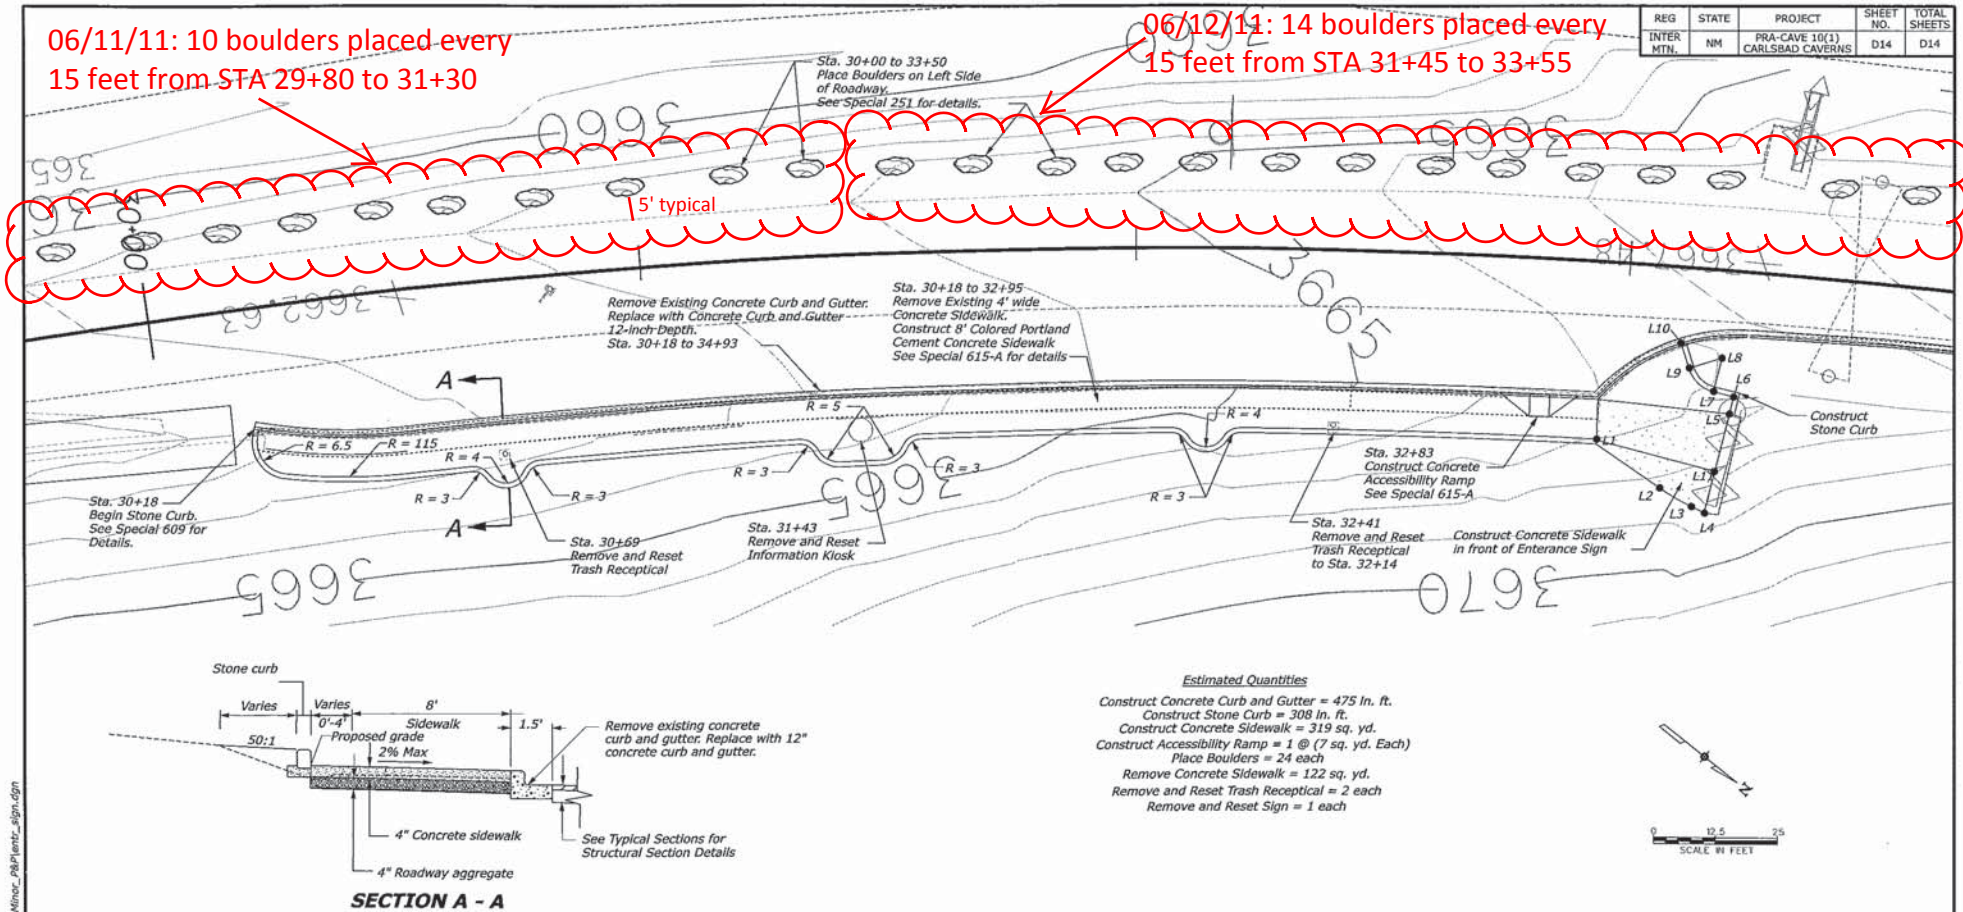 06/11/11: 10 boulders placed every
15 feet from STA 29+80 to 31+30
06/12/11: 14 boulders placed every
15 feet from STA 31+45 to 33+55
REG
STATE
PROJECT
SHEET
NO.
TOTAL
SHEETS
INTER
MTN.
NM
PRA-CAVE 10(1)
CARLSBAD CAVERNS
D14
D14
Sta. 30+00 to 33+50
Place Boulders on Left Side
of Roadway.
See Special 251 for details.
3660
3660
3665
365
5' typical
3662.63
3665
Remove Existing Concrete Curb and Gutter.
Replace with Concrete Curb and Gutter
12-inch Depth.
Sta. 30+18 to 34+93
Sta. 30+18 to 32+95
Remove Existing 4' wide
Concrete Sidewalk.
Construct 8' Colored Portland
Cement Concrete Sidewalk
See Special 615-A for details
L10
L8
L9
L6
L7
L5
Construct
Stone Curb
A
R = 5
R = 4
L1
R = 6.5
R = 115
R = 4
R = 3
R = 3
R = 3
R = 3
R = 3
3665
A
Sta. 30+18
Begin Stone Curb.
See Special 609 for
Details.
Sta. 30+69
Remove and Reset
Trash Receptical
Sta. 31+43
Remove and Reset
Information Kiosk
Sta. 32+83
Construct Concrete
Accessibility Ramp
See Special 615-A
L11
L2
L3
L4
Sta. 32+41
Remove and Reset
Trash Receptical
to Sta. 32+14
Construct Concrete Sidewalk
in front of Enterance Sign
3665
3670
Stone curb
Varies
Varies
0'-4'
8'
Sidewalk
1.5'
50:1
Proposed grade
2% Max
Remove existing concrete
curb and gutter. Replace with 12"
concrete curb and gutter.
4" Concrete sidewalk
4" Roadway aggregate
See Typical Sections for
Structural Section Details
SECTION A - A
Estimated Quantities
Construct Concrete Curb and Gutter = 475 ln. ft.
Construct Stone Curb = 308 ln. ft.
Construct Concrete Sidewalk = 319 sq. yd.
Construct Accessibility Ramp = 1 @ (7 sq. yd. Each)
Place Boulders = 24 each
Remove Concrete Sidewalk = 122 sq. yd.
Remove and Reset Trash Receptical = 2 each
Remove and Reset Sign = 1 each
N
0 12.5 25
SCALE IN FEET
Minor_P&P\entr_sign.dgn